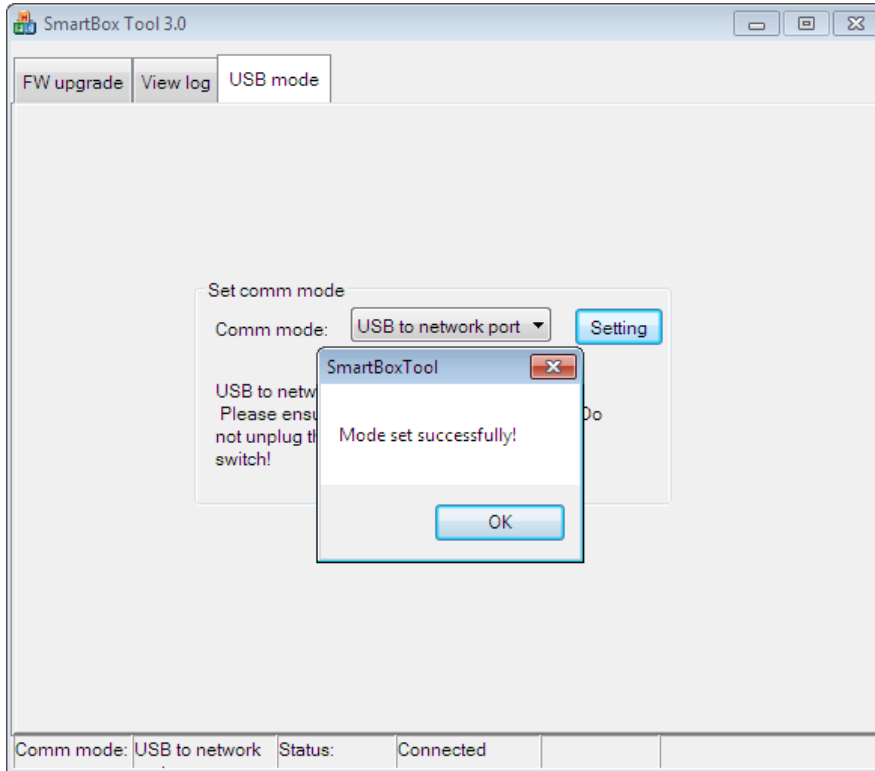 SmartBox Tool 3.0
FW upgrade View log USB mode
Set comm mode
Comm mode: USB to network port Setting
SmartBoxTool
USB to netw
Please ensu Do
not unplug th
switch!
Mode set successfully!
OK
Comm mode: USB to network Status: Connected